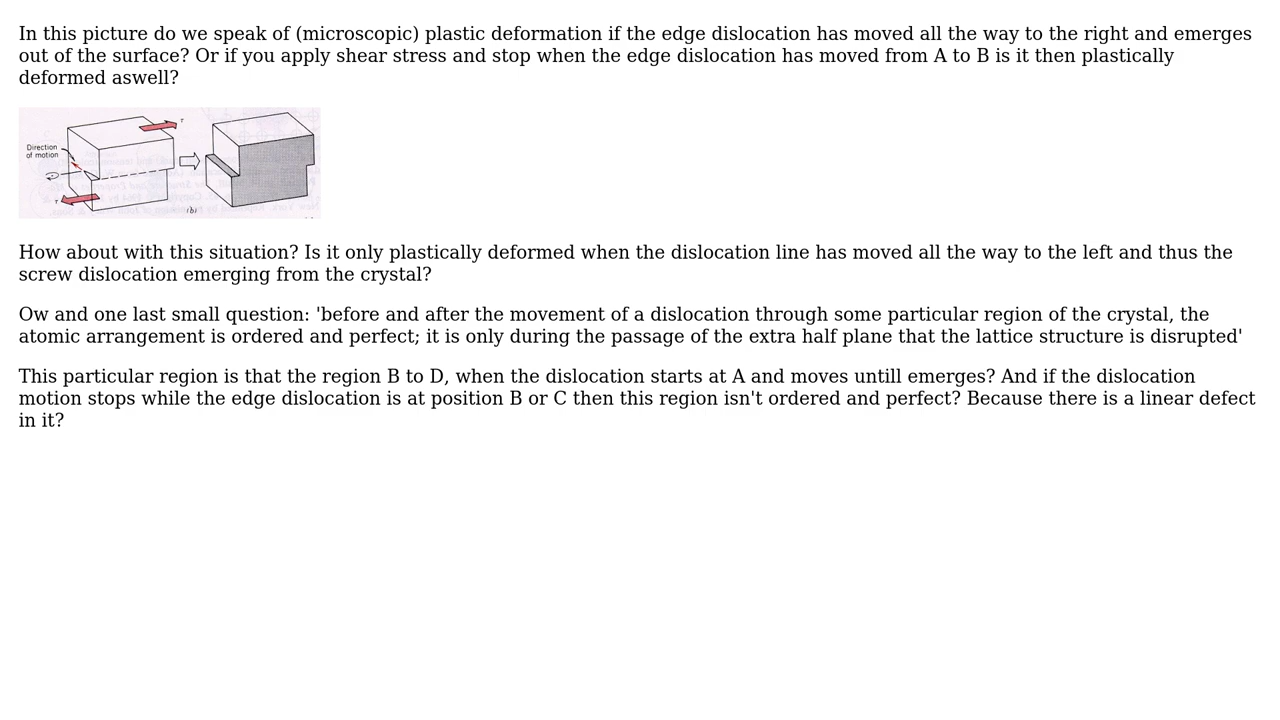 In this picture do we speak of (microscopic) plastic deformation if the edge dislocation has moved all the way to the right and emerges
out of the surface? Or if you apply shear stress and stop when the edge dislocation has moved from A to B is it then plastically
deformed aswell?
τ
Direction
of motion
τ
(b)
How about with this situation? Is it only plastically deformed when the dislocation line has moved all the way to the left and thus the
screw dislocation emerging from the crystal?
Ow and one last small question: 'before and after the movement of a dislocation through some particular region of the crystal, the
atomic arrangement is ordered and perfect; it is only during the passage of the extra half plane that the lattice structure is disrupted'
This particular region is that the region B to D, when the dislocation starts at A and moves untill emerges? And if the dislocation
motion stops while the edge dislocation is at position B or C then this region isn't ordered and perfect? Because there is a linear defect
in it?